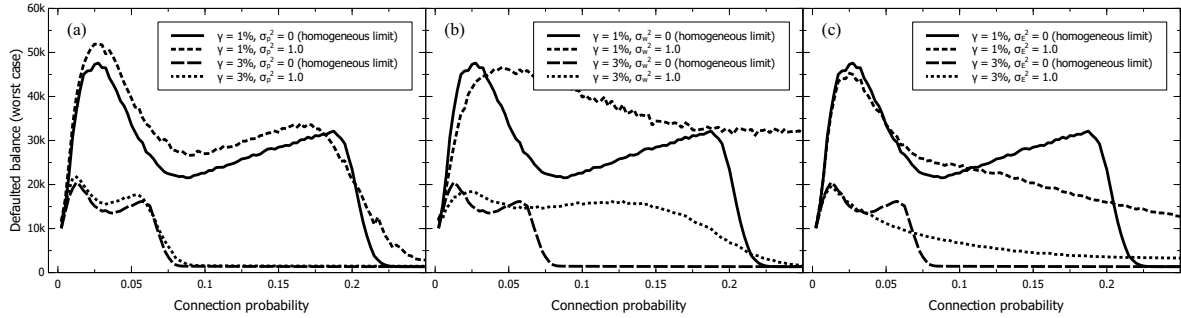 (a)
γ = 1%, σp² = 0 (homogeneous limit)
γ = 1%, σp² = 1.0
γ = 3%, σp² = 0 (homogeneous limit)
γ = 3%, σp² = 1.0
(b)
γ = 1%, σw² = 0 (homogeneous limit)
γ = 1%, σw² = 1.0
γ = 3%, σw² = 0 (homogeneous limit)
γ = 3%, σw² = 1.0
(c)
γ = 1%, σE² = 0 (homogeneous limit)
γ = 1%, σE² = 1.0
γ = 3%, σE² = 0 (homogeneous limit)
γ = 3%, σE² = 1.0
Defaulted balance (worst case)
60k
50k
40k
30k
20k
10k
0
0 0.05 0.1 0.15 0.2
0 0.05 0.1 0.15 0.2
0 0.05 0.1 0.15 0.2
Connection probability
Connection probability
Connection probability